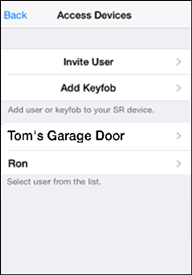 Back Access Devices
Invite User
Add Keyfob
Add user or keyfob to your SR device.
Tom's Garage Door
Ron
Select user from the list.